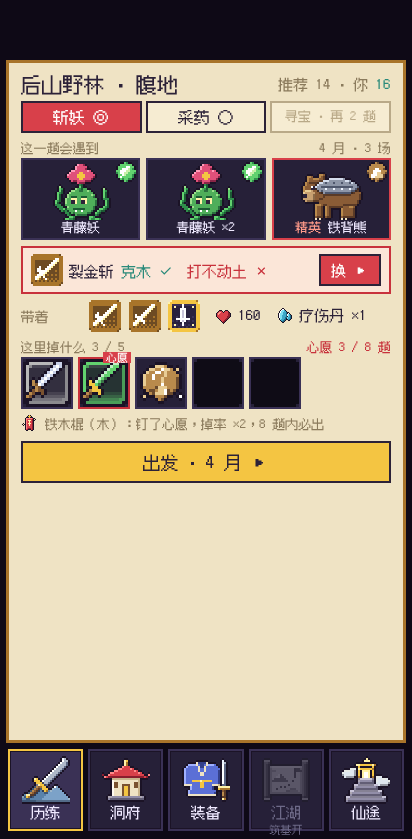 后山野林 · 腹地
推荐 14 · 你 16
斩妖
采药
寻宝 · 再 2 趟
这一趟会遇到
4 月 · 3 场
青藤妖
青藤妖 ×2
精英 铁背熊
裂金斩 克木 ✓ 打不动土 ×
换 ▶
带着
160
疗伤丹 ×1
这里掉什么 3 / 5
心愿 3 / 8 趟
心愿
铁木棍（木）：钉了心愿，掉率 ×2，8 趟内必出
出发 · 4 月 ▶
历练
洞府
装备
江湖
筑基开
仙途